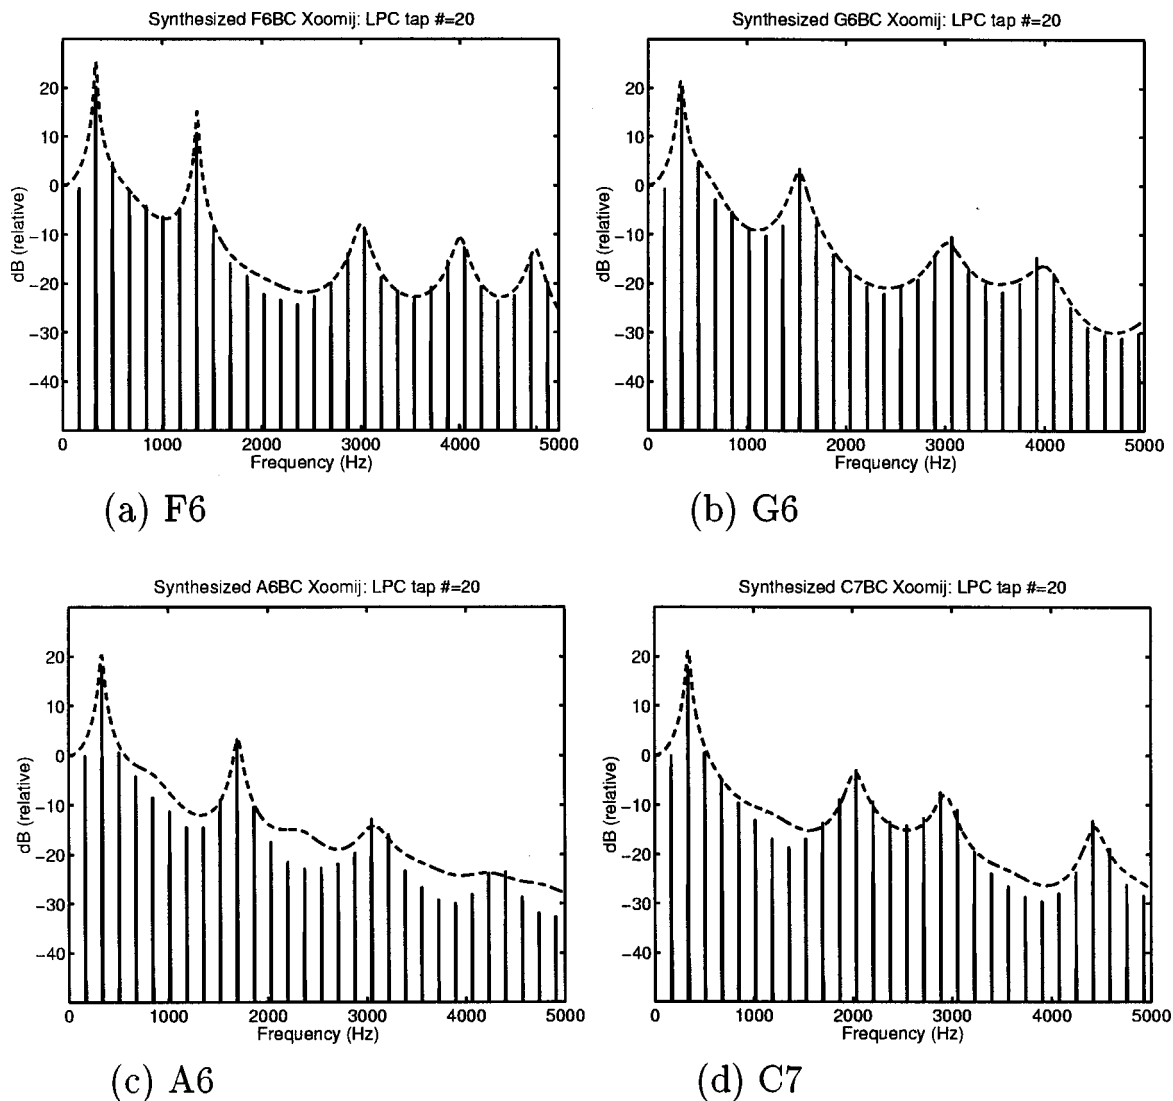 Synthesized F6BC Xoomij: LPC tap #=20
20
10
0
−10
−20
−30
−40
dB (relative)
0 1000 2000 3000 4000 5000
Frequency (Hz)
(a) F6
Synthesized G6BC Xoomij: LPC tap #=20
20
10
0
−10
−20
−30
−40
dB (relative)
0 1000 2000 3000 4000 5000
Frequency (Hz)
(b) G6
Synthesized A6BC Xoomij: LPC tap #=20
20
10
0
−10
−20
−30
−40
dB (relative)
0 1000 2000 3000 4000 5000
Frequency (Hz)
(c) A6
Synthesized C7BC Xoomij: LPC tap #=20
20
10
0
−10
−20
−30
−40
dB (relative)
0 1000 2000 3000 4000 5000
Frequency (Hz)
(d) C7